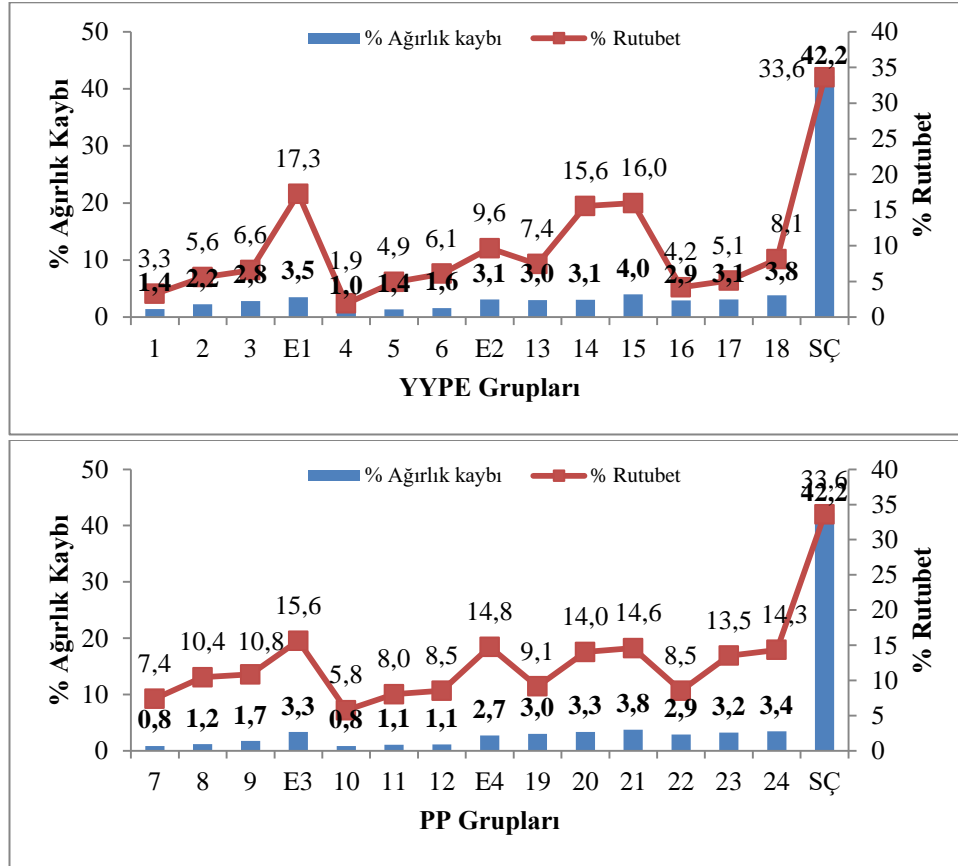 % Ağırlık kaybı % Rutubet
% Ağırlık Kaybı
50
40
30
20
10
0
3,3 5,6 6,6 17,3 1,9 4,9 6,1 9,6 7,4 15,6 16,0 4,2 5,1 8,1 33,6
1,4 2,2 2,8 3,5 1,0 1,4 1,6 3,1 3,0 3,1 4,0 2,9 3,1 3,8 42,2
40
35
30
25
20
15
10
5
0
% Rutubet
1 2 3 E1 4 5 6 E2 13 14 15 16 17 18 SÇ
YYPE Grupları
% Ağırlık kaybı % Rutubet
% Ağırlık Kaybı
50
40
30
20
10
0
7,4 10,4 10,8 15,6 5,8 8,0 8,5 14,8 9,1 14,0 14,6 8,5 13,5 14,3 33,6
0,8 1,2 1,7 3,3 0,8 1,1 1,1 2,7 3,0 3,3 3,8 2,9 3,2 3,4 42,2
40
35
30
25
20
15
10
5
0
% Rutubet
7 8 9 E3 10 11 12 E4 19 20 21 22 23 24 SÇ
PP Grupları